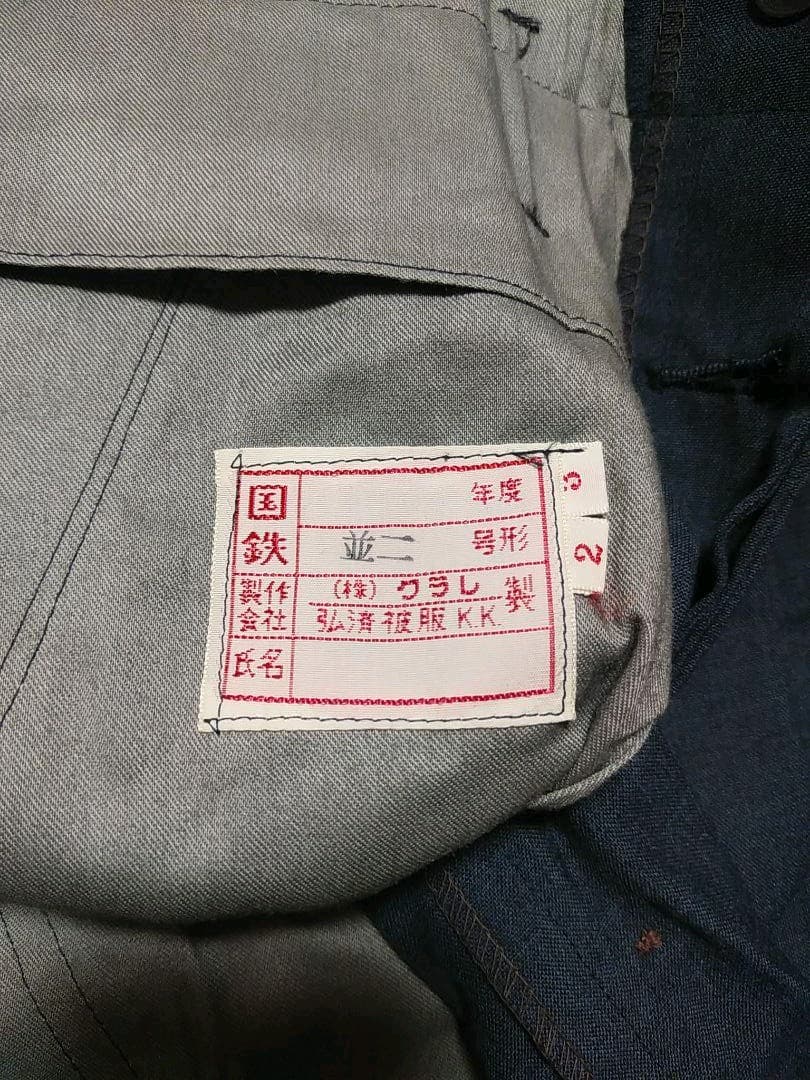 国鉄
年度
並二 号形
製作会社
(株)クラレ製
弘済被服K.K.
氏名
2